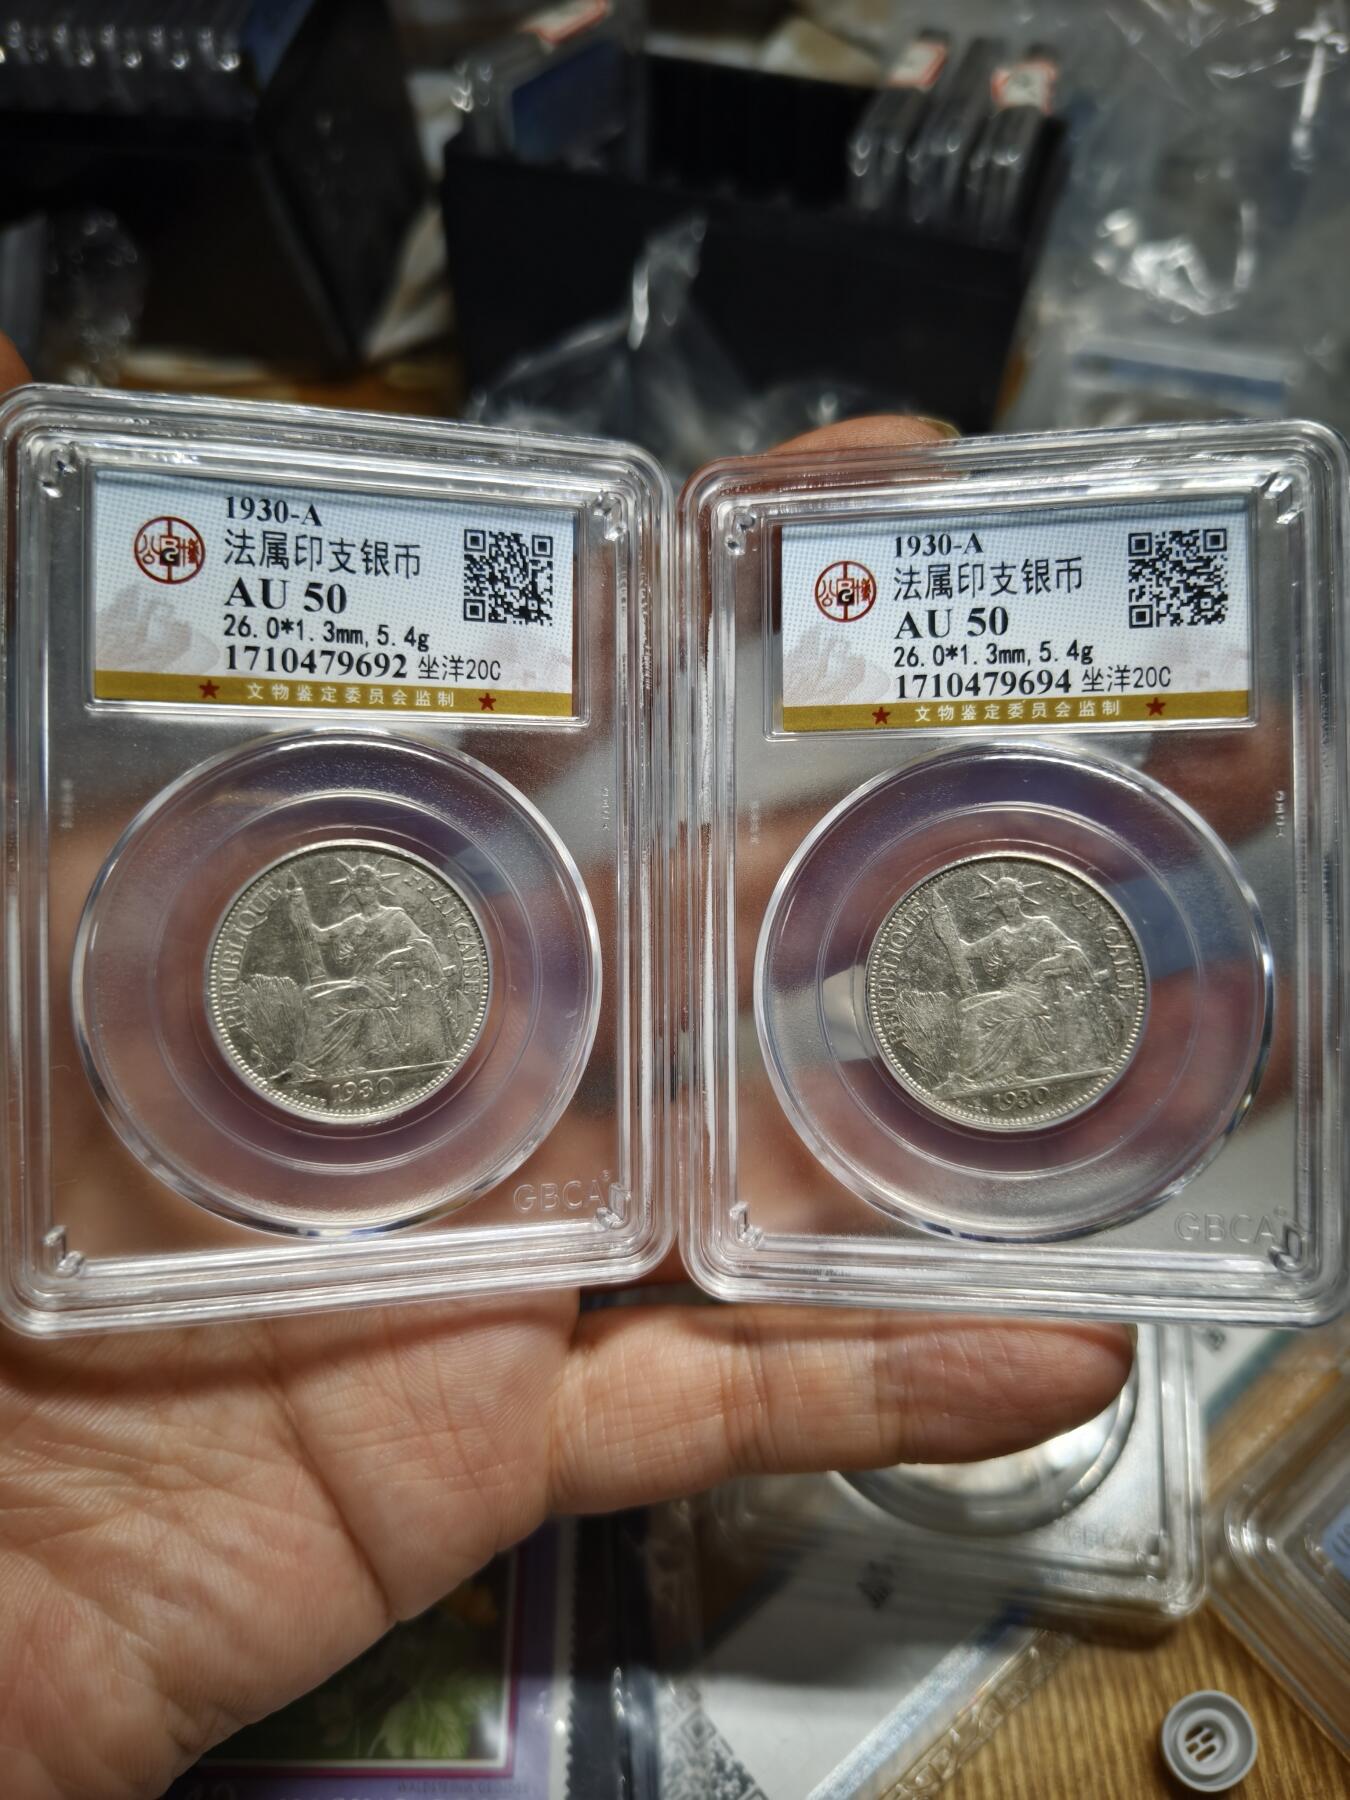 1930-A
法属印支银币
AU 50
26.0*1.3mm, 5.4g
1710479692 坐洋20C
★ 文物鉴定委员会监制 ★
REPUBLIQUE FRANÇAISE
1930
GBCA
1930-A
法属印支银币
AU 50
26.0*1.3mm, 5.4g
1710479694 坐洋20C
★ 文物鉴定委员会监制 ★
REPUBLIQUE FRANÇAISE
1930
GBCA